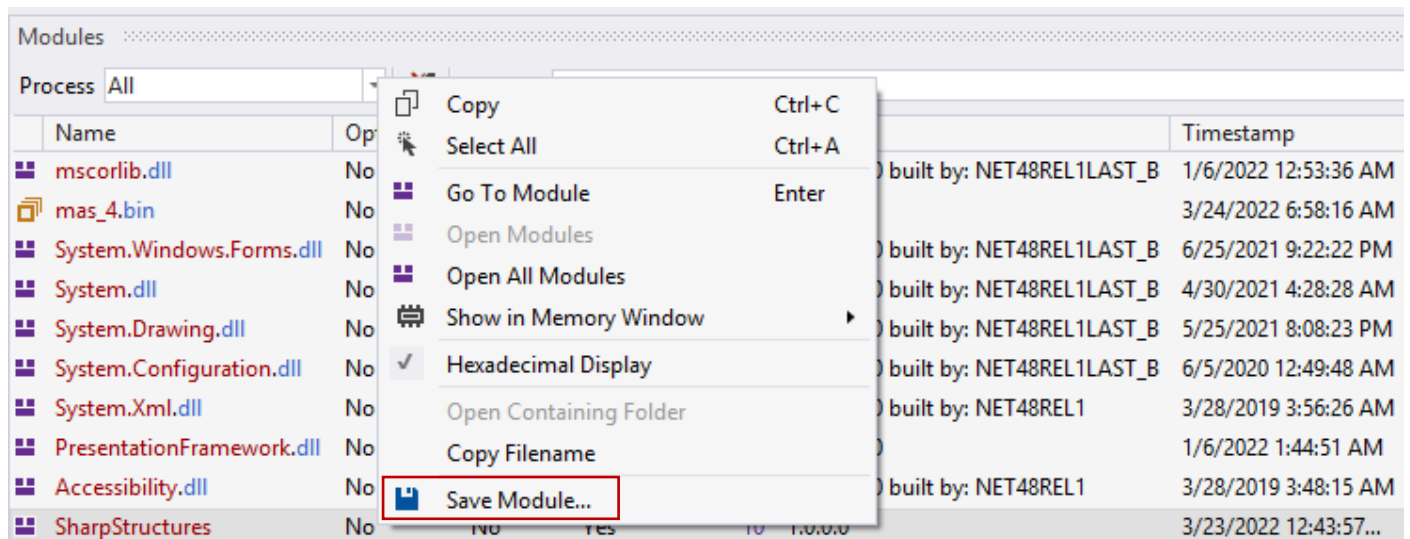 Modules
Process All
Name Op Timestamp
mscorlib.dll No built by: NET48REL1LAST_B 1/6/2022 12:53:36 AM
mas_4.bin No 3/24/2022 6:58:16 AM
System.Windows.Forms.dll No built by: NET48REL1LAST_B 6/25/2021 9:22:22 PM
System.dll No built by: NET48REL1LAST_B 4/30/2021 4:28:28 AM
System.Drawing.dll No built by: NET48REL1LAST_B 5/25/2021 8:08:23 PM
System.Configuration.dll No built by: NET48REL1LAST_B 6/5/2020 12:49:48 AM
System.Xml.dll No built by: NET48REL1 3/28/2019 3:56:26 AM
PresentationFramework.dll No 1/6/2022 1:44:51 AM
Accessibility.dll No built by: NET48REL1 3/28/2019 3:48:15 AM
SharpStructures No No Yes 10 1.0.0.0 3/23/2022 12:43:57...
Copy Ctrl+C
Select All Ctrl+A
Go To Module Enter
Open Modules
Open All Modules
Show in Memory Window
Hexadecimal Display
Open Containing Folder
Copy Filename
Save Module...